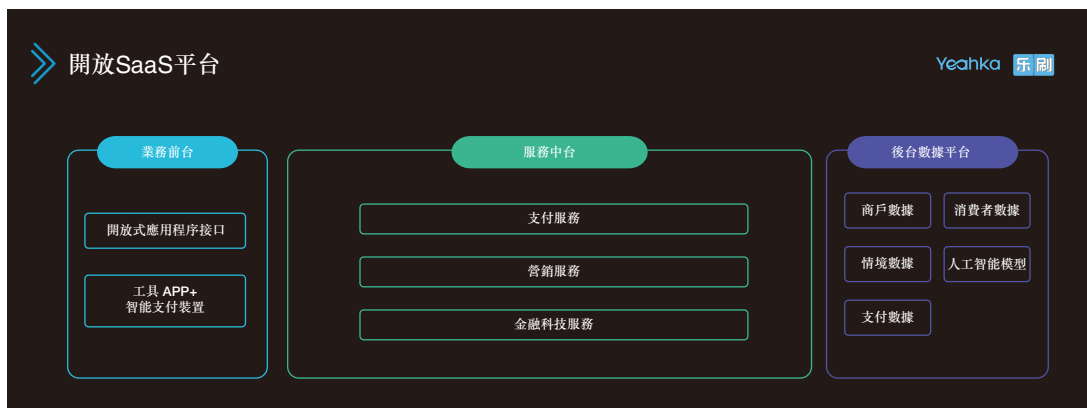 開放SaaS平台
Yeahka 乐刷
業務前台
開放式應用程序接口
工具 APP+
智能支付裝置
服務中台
支付服務
営銷服務
金融科技服務
後台數據平台
商戶數據
消費者數據
情境數據
人工智能模型
支付數據